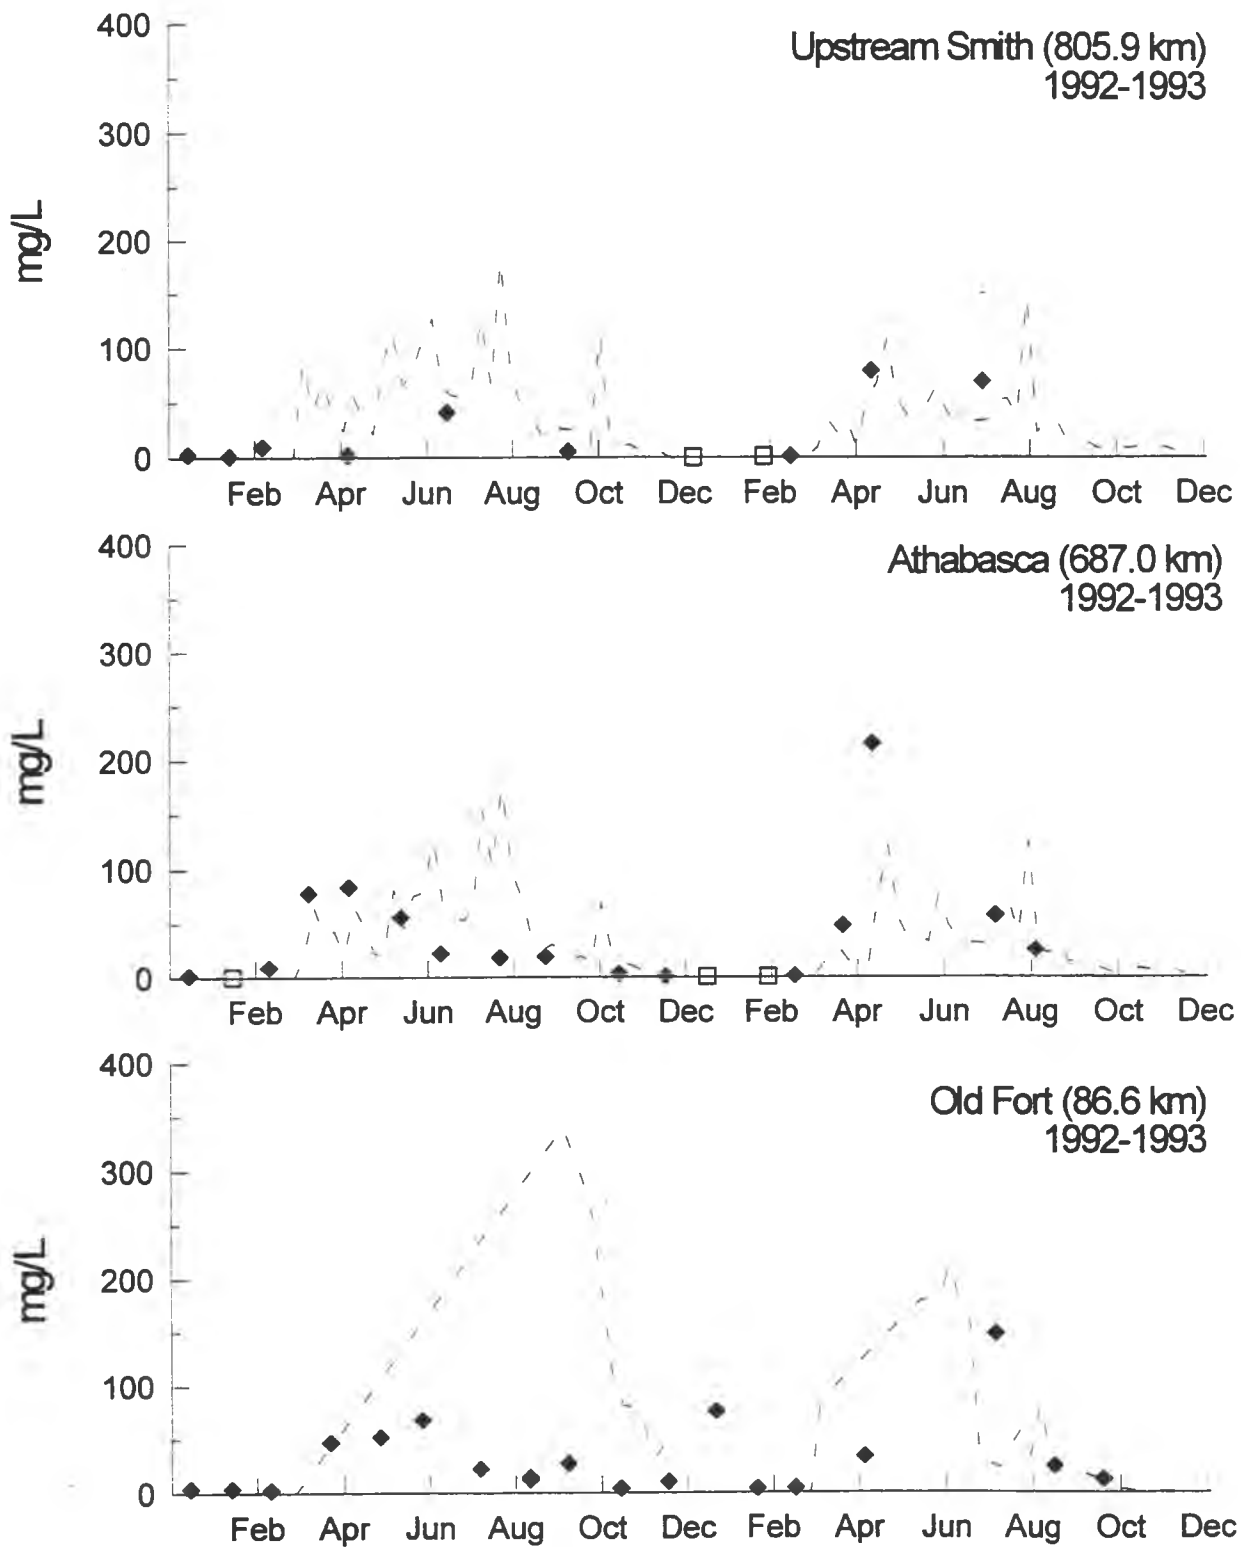 400
300
200
100
0
mg/L
Upstream Smith (805.9 km)
1992-1993
Feb Apr Jun Aug Oct Dec Feb Apr Jun Aug Oct Dec
400
300
200
100
0
mg/L
Athabasca (687.0 km)
1992-1993
Feb Apr Jun Aug Oct Dec Feb Apr Jun Aug Oct Dec
400
300
200
100
0
mg/L
Old Fort (86.6 km)
1992-1993
Feb Apr Jun Aug Oct Dec Feb Apr Jun Aug Oct Dec